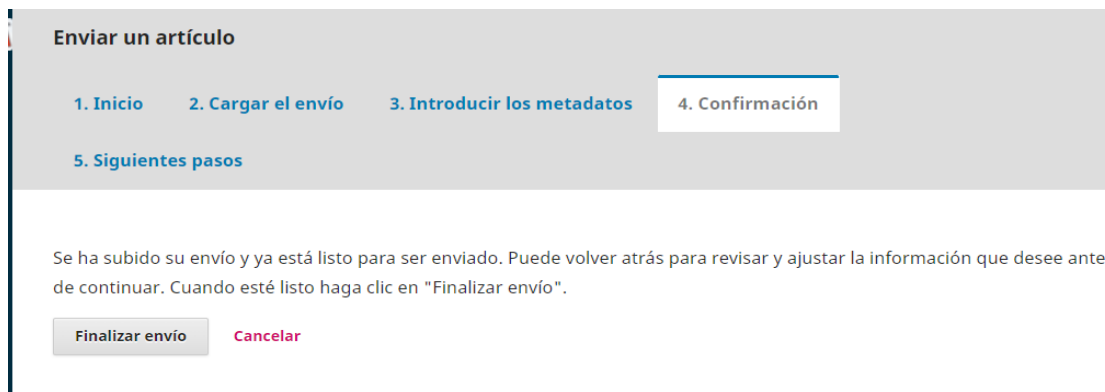 Enviar un artículo
1. Inicio 2. Cargar el envío 3. Introducir los metadatos 4. Confirmación
5. Siguientes pasos
Se ha subido su envío y ya está listo para ser enviado. Puede volver atrás para revisar y ajustar la información que desee ante
de continuar. Cuando esté listo haga clic en "Finalizar envío".
Finalizar envío Cancelar